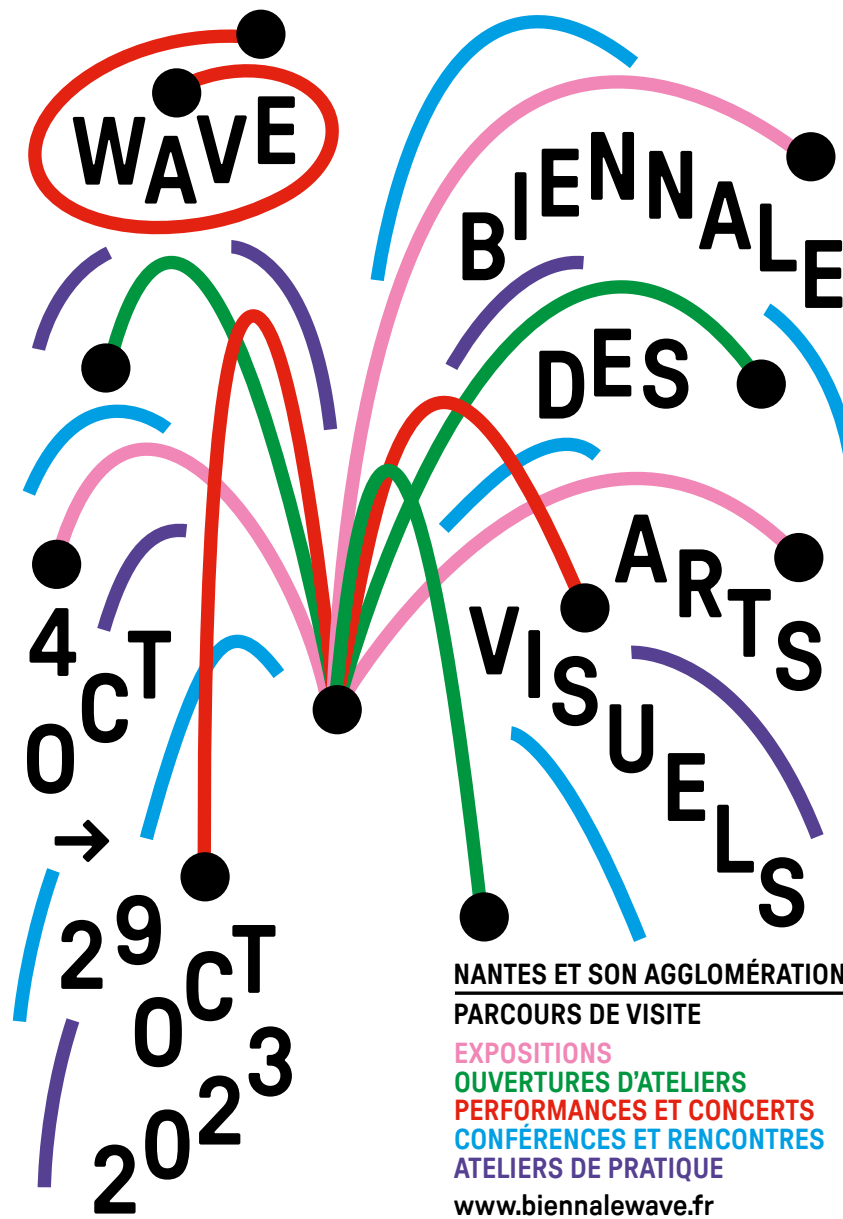 WAVE
BIENNALE
DES
ARTS
VISUELS
4
OCT
→
29
OCT
2023
NANTES ET SON AGGLOMÉRATION
PARCOURS DE VISITE
EXPOSITIONS
OUVERTURES D'ATELIERS
PERFORMANCES ET CONCERTS
CONFÉRENCES ET RENCONTRES
ATELIERS DE PRATIQUE
www.biennalewave.fr